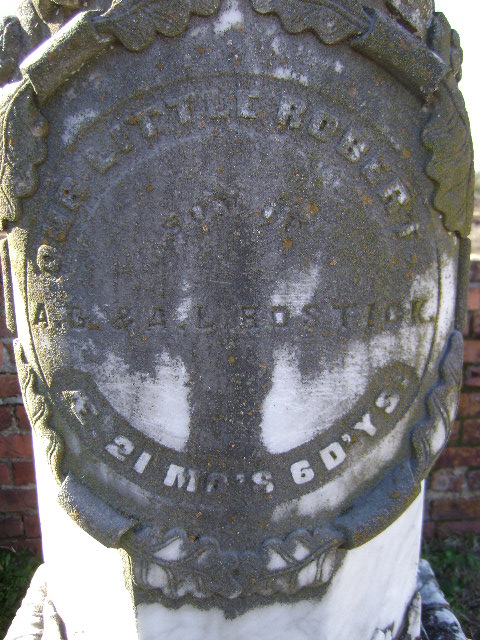 OUR LITTLE ROBERT
SON OF
A.G. & A.L. BOSTICK.
Æ. 21 MO'S 6 D'YS.